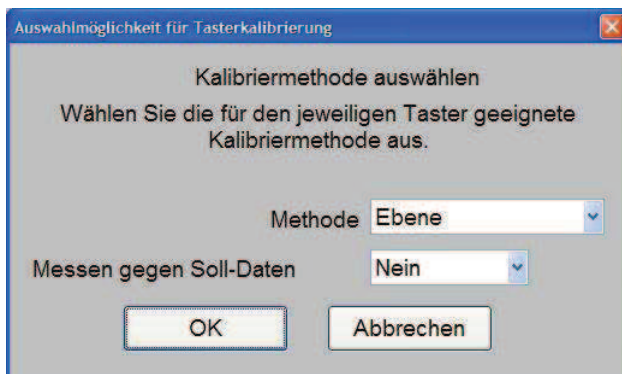 Auswahlmöglichkeit für Tasterkalibrierung
Kalibriermethode auswählen
Wählen Sie die für den jeweiligen Taster geeignete
Kalibriermethode aus.
Methode Ebene
Messen gegen Soll-Daten Nein
OK Abbrechen